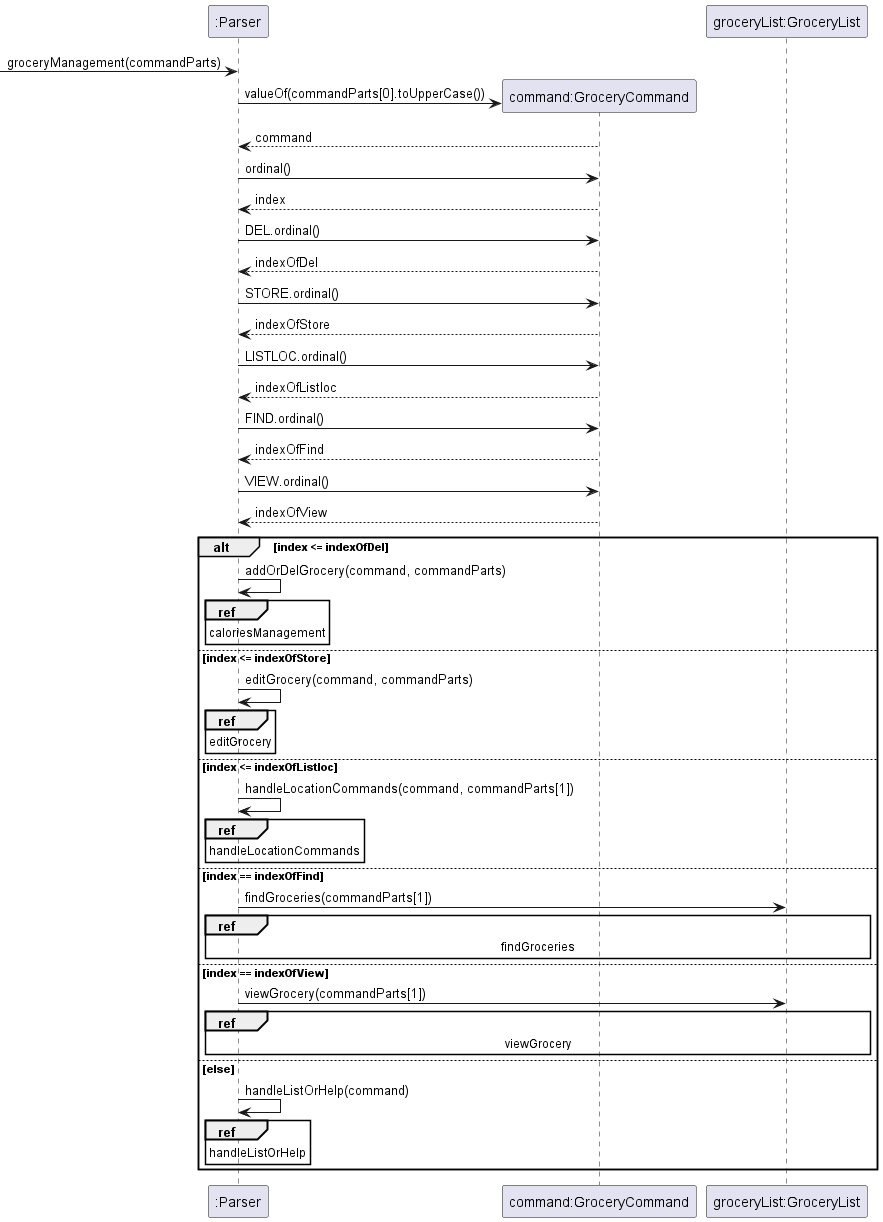 :Parser
groceryList:GroceryList
groceryManagement(commandParts)
valueOf(commandParts[0].toUpperCase())
command:GroceryCommand
command
ordinal()
index
DEL.ordinal()
indexOfDel
STORE.ordinal()
indexOfStore
LISTLOC.ordinal()
indexOfListloc
FIND.ordinal()
indexOfFind
VIEW.ordinal()
indexOfView
alt
[index <= indexOfDel]
addOrDelGrocery(command, commandParts)
ref
caloriesManagement
[index <= indexOfStore]
editGrocery(command, commandParts)
ref
editGrocery
[index <= indexOfListloc]
handleLocationCommands(command, commandParts[1])
ref
handleLocationCommands
[index == indexOfFind]
findGroceries(commandParts[1])
ref
findGroceries
[index == indexOfView]
viewGrocery(commandParts[1])
ref
viewGrocery
[else]
handleListOrHelp(command)
ref
handleListOrHelp
:Parser
command:GroceryCommand
groceryList:GroceryList